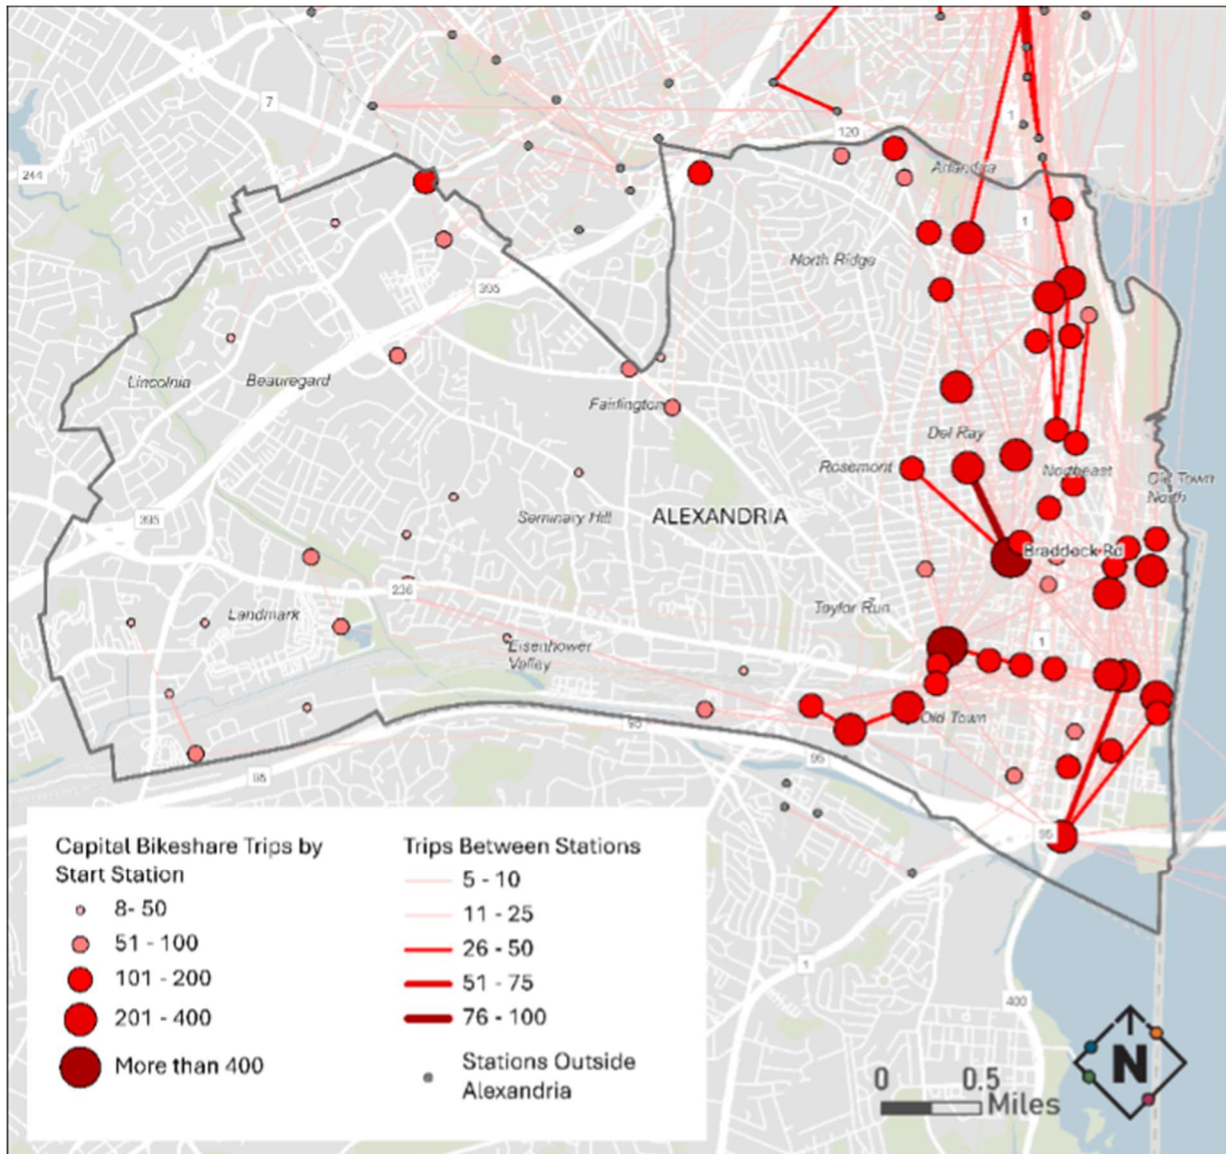 7
244
120
1
Arlandria
1
North Ridge
395
Lincolnia
Beauregard
Fairlington
Del Ray
Rosemont
Northeast
Old Town
North
395
Seminary Hill
ALEXANDRIA
Braddock Rd
236
Landmark
Taylor Run
1
Eisenhower
Valley
Old Town
95
95
95
95
1
400
Capital Bikeshare Trips by
Start Station
8- 50
51 - 100
101 - 200
201 - 400
More than 400
Trips Between Stations
5 - 10
11 - 25
26 - 50
51 - 75
76 - 100
Stations Outside
Alexandria
N
0 0.5
Miles